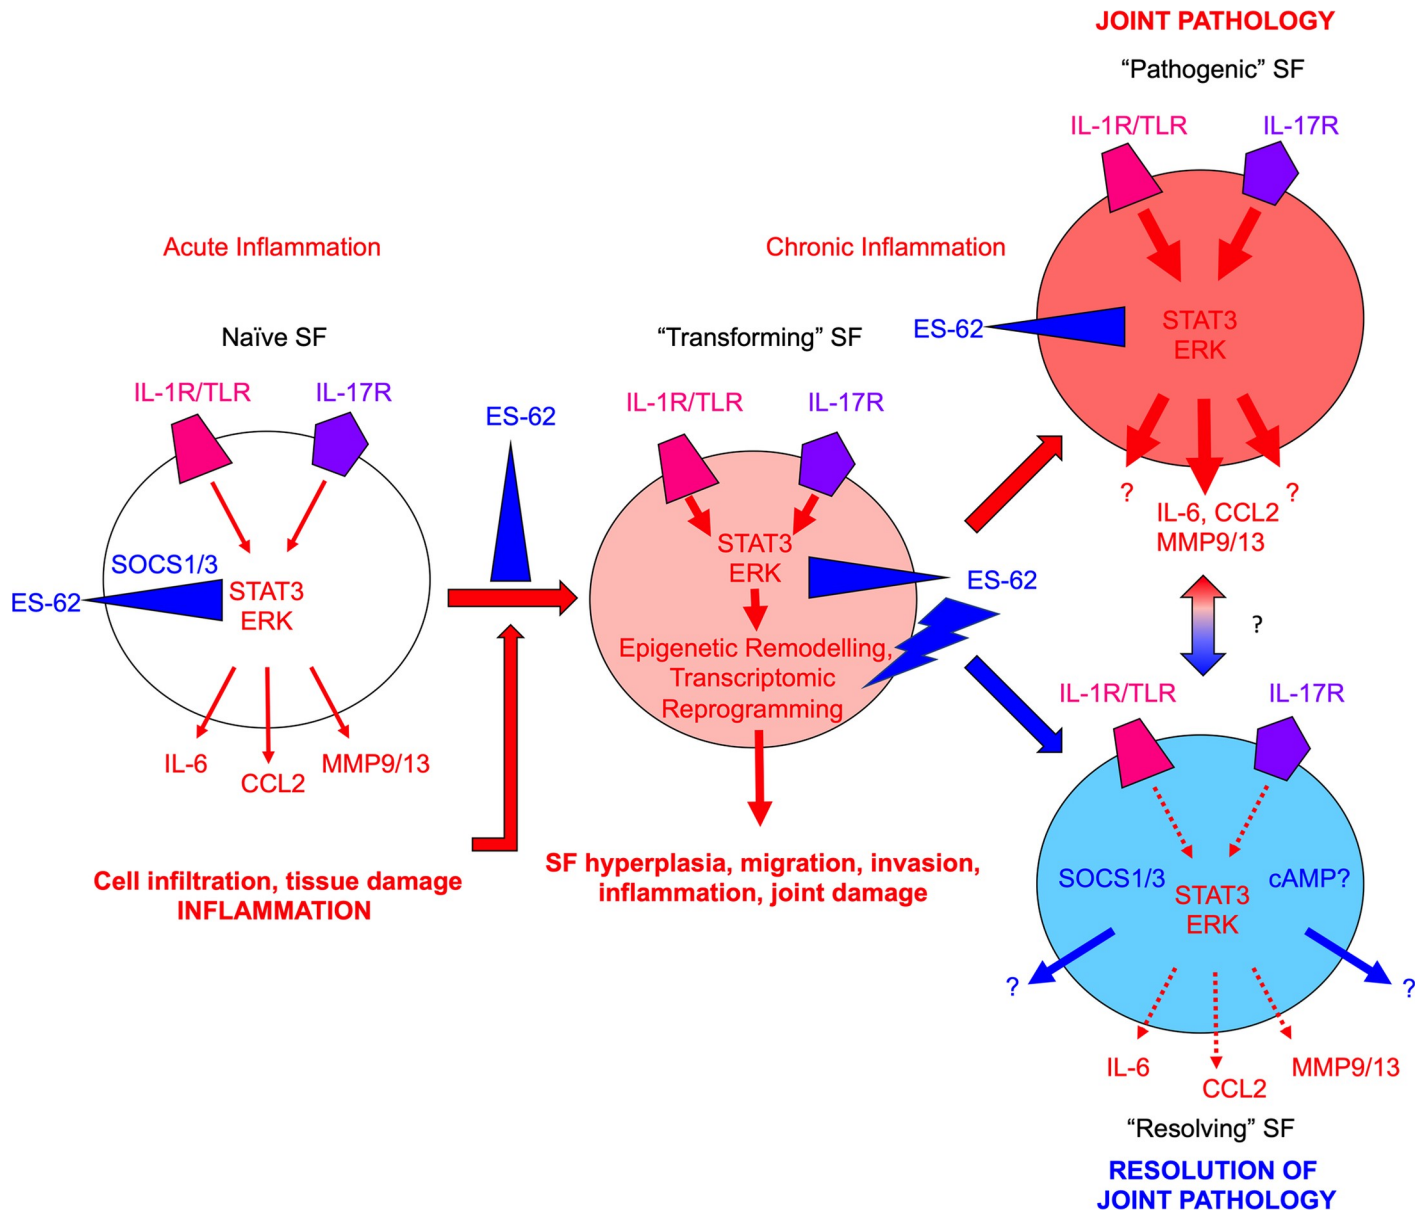 JOINT PATHOLOGY
“Pathogenic” SF
IL-1R/TLR
IL-17R
STAT3
ERK
ES-62
?
?
IL-6, CCL2
MMP9/13
?
Acute Inflammation
Chronic Inflammation
Naïve SF
IL-1R/TLR
IL-17R
SOCS1/3
STAT3
ERK
ES-62
IL-6
CCL2
MMP9/13
Cell infiltration, tissue damage
INFLAMMATION
ES-62
“Transforming” SF
IL-1R/TLR
IL-17R
STAT3
ERK
ES-62
Epigenetic Remodelling,
Transcriptomic
Reprogramming
SF hyperplasia, migration, invasion,
inflammation, joint damage
IL-1R/TLR
IL-17R
SOCS1/3
cAMP?
STAT3
ERK
?
?
IL-6
CCL2
MMP9/13
“Resolving” SF
RESOLUTION OF
JOINT PATHOLOGY